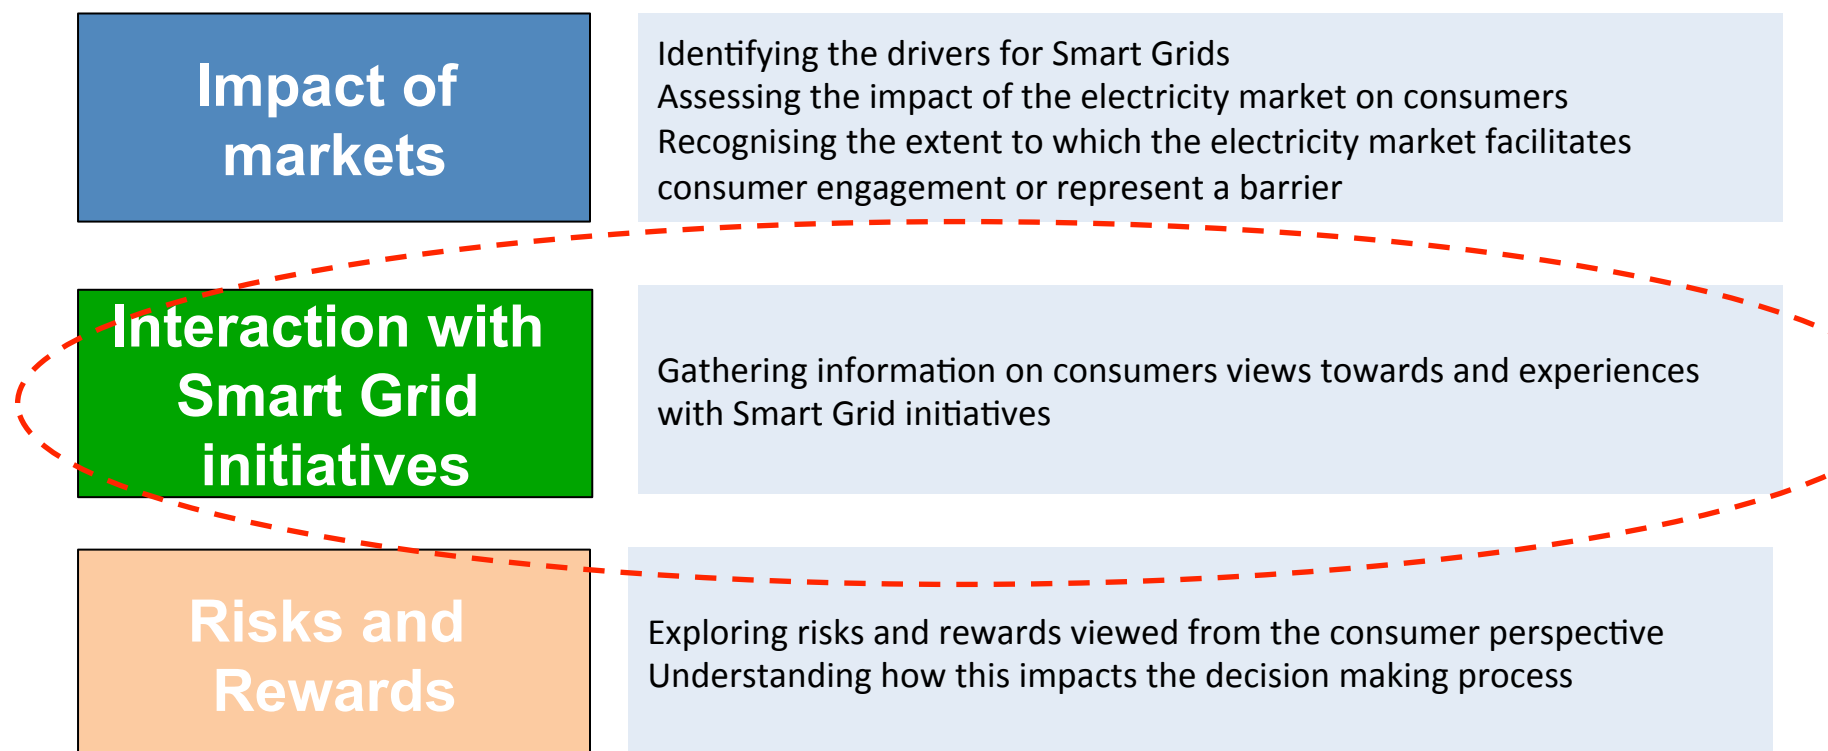 Impact of
markets
Identifying the drivers for Smart Grids
Assessing the impact of the electricity market on consumers
Recognising the extent to which the electricity market facilitates
consumer engagement or represent a barrier
Interaction with
Smart Grid
initiatives
Gathering information on consumers views towards and experiences
with Smart Grid initiatives
Risks and
Rewards
Exploring risks and rewards viewed from the consumer perspective
Understanding how this impacts the decision making process